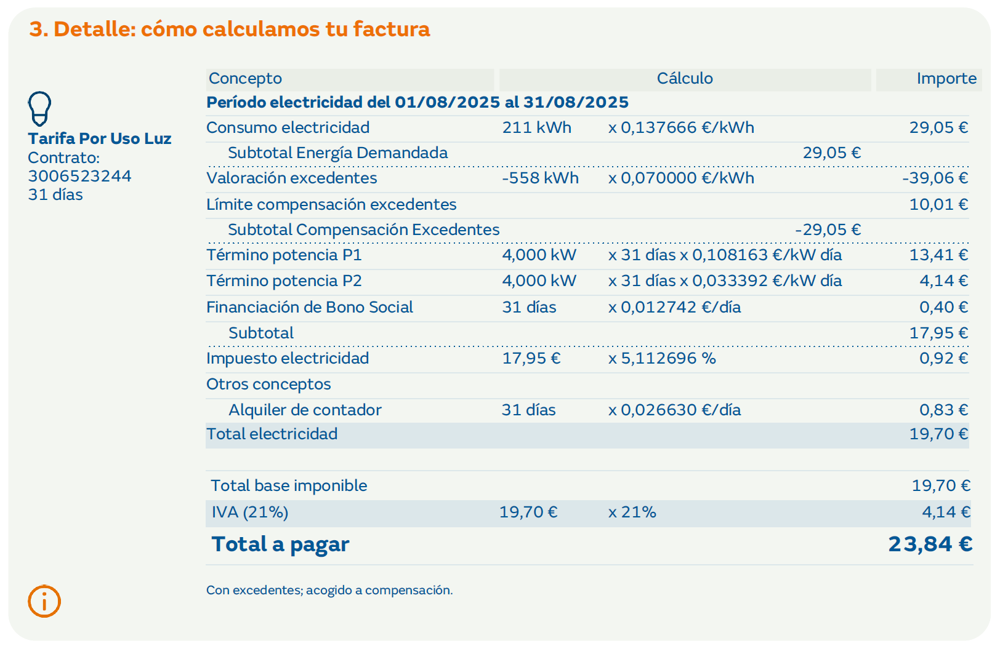 3. Detalle: cómo calculamos tu factura
Concepto Cálculo Importe
Período electricidad del 01/08/2025 al 31/08/2025
Tarifa Por Uso Luz
Contrato:
3006523244
31 días
Consumo electricidad 211 kWh x 0,137666 €/kWh 29,05 €
Subtotal Energía Demandada 29,05 €
Valoración excedentes -558 kWh x 0,070000 €/kWh -39,06 €
Límite compensación excedentes 10,01 €
Subtotal Compensación Excedentes -29,05 €
Término potencia P1 4,000 kW x 31 días x 0,108163 €/kW día 13,41 €
Término potencia P2 4,000 kW x 31 días x 0,033392 €/kW día 4,14 €
Financiación de Bono Social 31 días x 0,012742 €/día 0,40 €
Subtotal 17,95 €
Impuesto electricidad 17,95 € x 5,112696 % 0,92 €
Otros conceptos
Alquiler de contador 31 días x 0,026630 €/día 0,83 €
Total electricidad 19,70 €
Total base imponible 19,70 €
IVA (21%) 19,70 € x 21% 4,14 €
Total a pagar 23,84 €
Con excedentes; acogido a compensación.